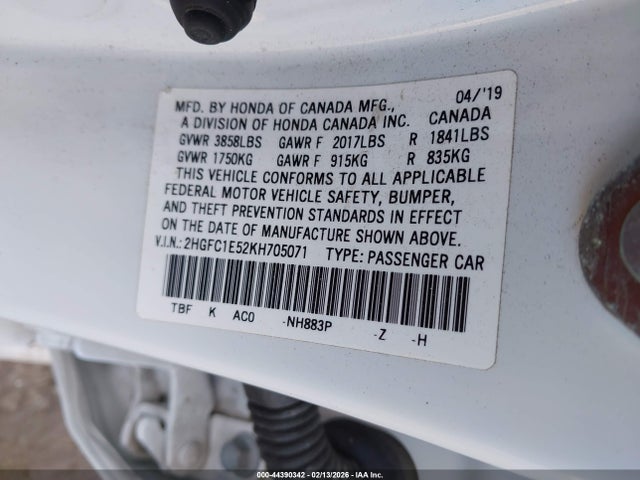 MFD. BY HONDA OF CANADA MFG., 04/'19
A DIVISION OF HONDA CANADA INC. CANADA
GVWR 3858LBS GAWR F 2017LBS R 1841LBS
GVWR 1750KG GAWR F 915KG R 835KG
THIS VEHICLE CONFORMS TO ALL APPLICABLE
FEDERAL MOTOR VEHICLE SAFETY, BUMPER,
AND THEFT PREVENTION STANDARDS IN EFFECT
ON THE DATE OF MANUFACTURE SHOWN ABOVE.
V.I.N.: 2HGFC1E52KH705071 TYPE: PASSENGER CAR
TBF K AC0 -NH883P -Z -H
000-44390342 - 02/13/2026 - IAA Inc.